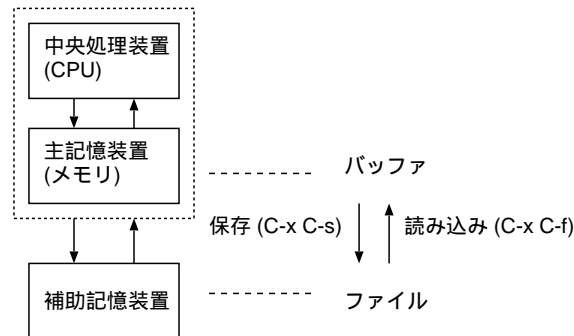 中央処理装置
(CPU)
主記憶装置
(メモリ)
バッファ
保存 (C-x C-s)
読み込み (C-x C-f)
補助記憶装置
ファイル